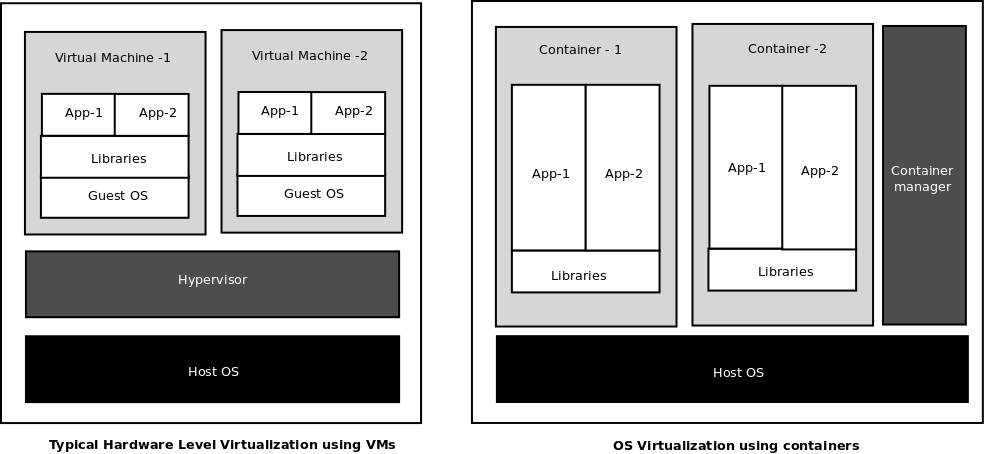 Virtual Machine -1
Virtual Machine -2
App-1
App-2
App-1
App-2
Libraries
Libraries
Guest OS
Guest OS
Hypervisor
Host OS
Typical Hardware Level Virtualization using VMs
Container - 1
Container -2
App-1
App-2
App-1
App-2
Container
manager
Libraries
Libraries
Host OS
OS Virtualization using containers